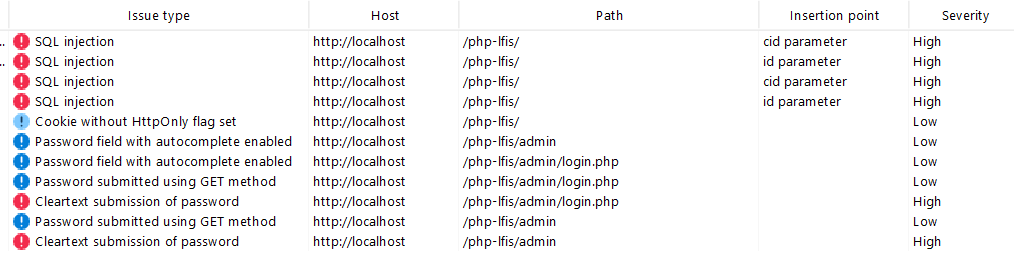 Issue type Host Path Insertion point Severity
SQL injection http://localhost /php-lfis/ cid parameter High
SQL injection http://localhost /php-lfis/ id parameter High
SQL injection http://localhost /php-lfis/ cid parameter High
SQL injection http://localhost /php-lfis/ id parameter High
Cookie without HttpOnly flag set http://localhost /php-lfis/ Low
Password field with autocomplete enabled http://localhost /php-lfis/admin Low
Password field with autocomplete enabled http://localhost /php-lfis/admin/login.php Low
Password submitted using GET method http://localhost /php-lfis/admin/login.php Low
Cleartext submission of password http://localhost /php-lfis/admin/login.php High
Password submitted using GET method http://localhost /php-lfis/admin Low
Cleartext submission of password http://localhost /php-lfis/admin High